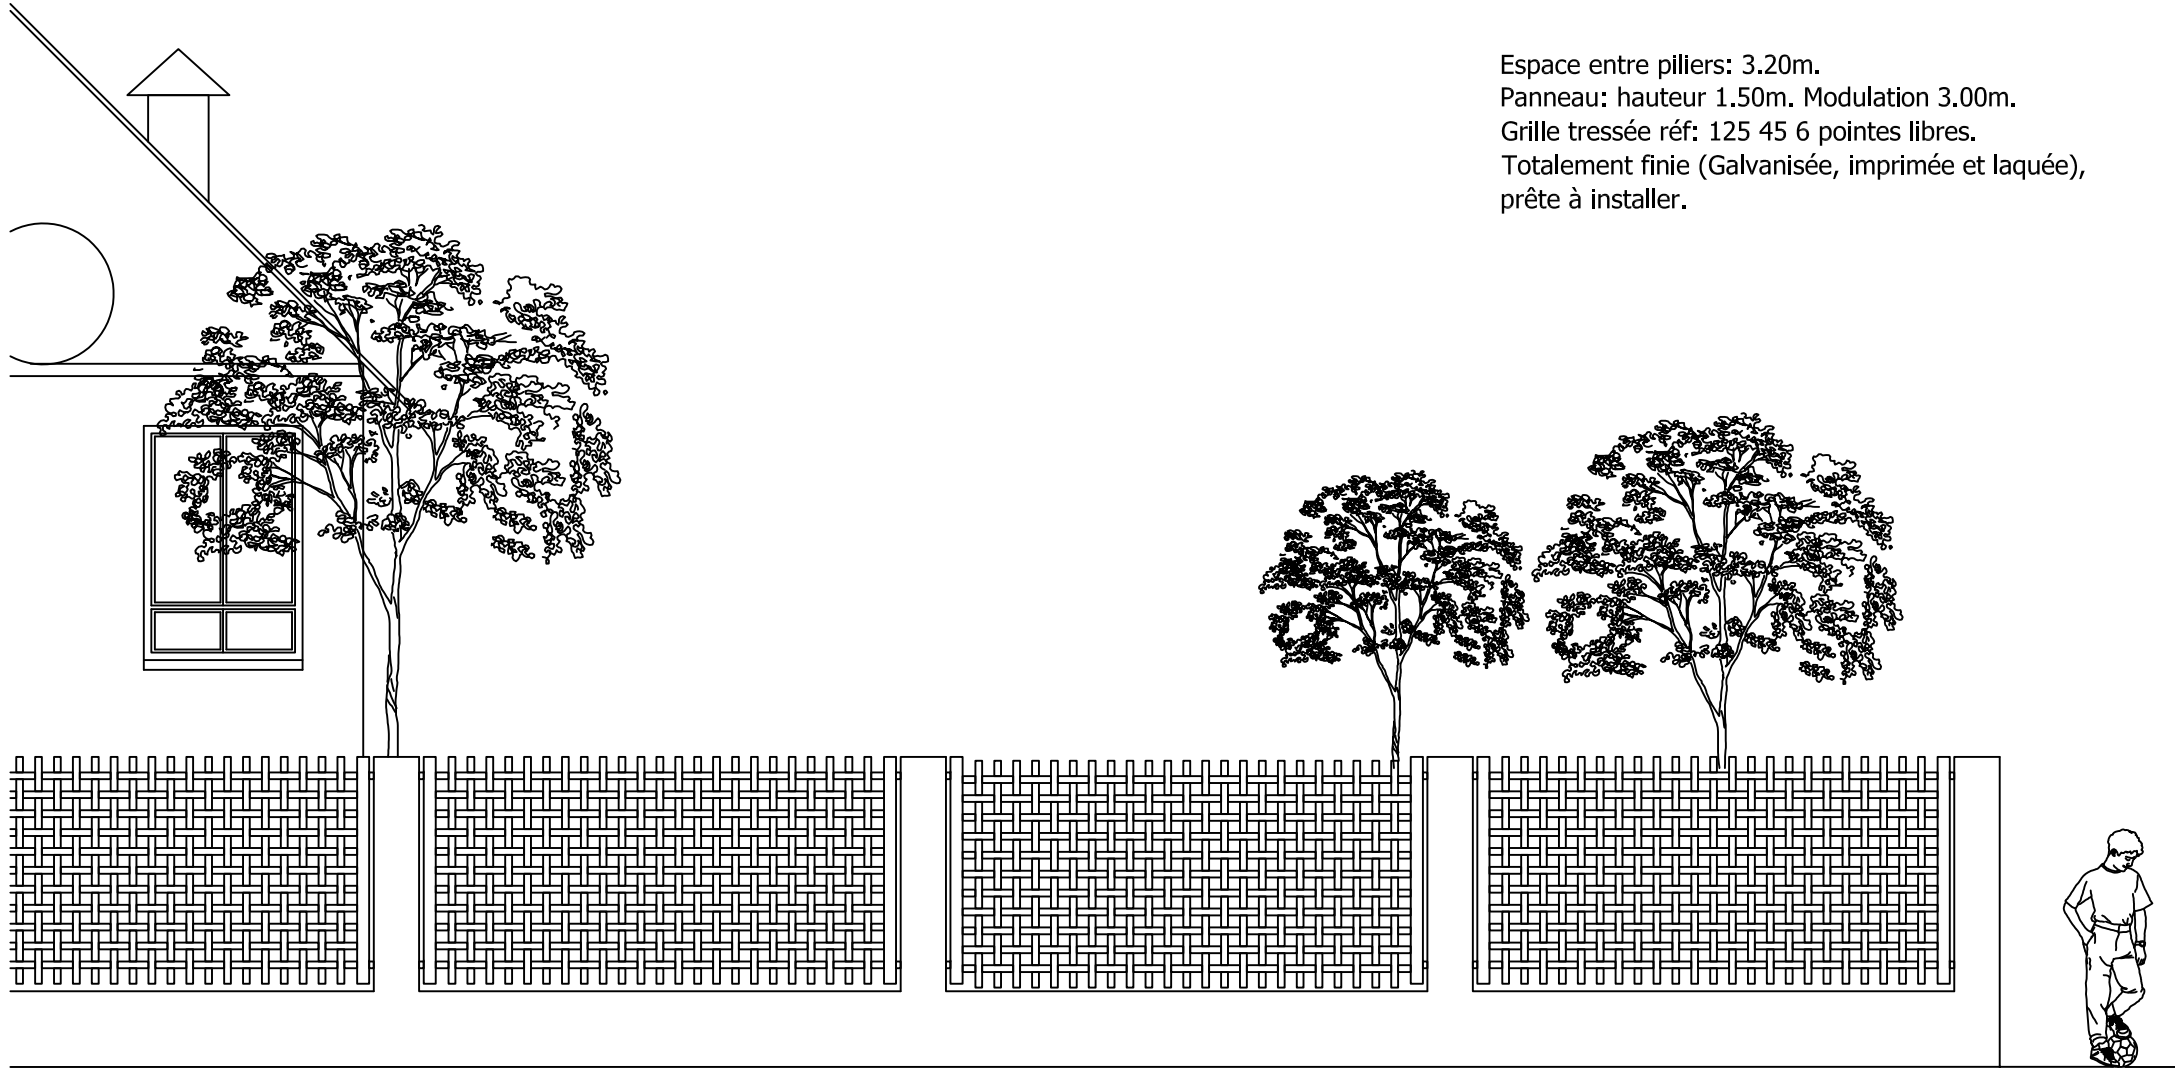 Espace entre piliers: 3.20m.
Panneau: hauteur 1.50m. Modulation 3.00m.
Grille tressée réf: 125 45 6 pointes libres.
Totalement finie (Galvanisée, imprimée et laquée),
prête à installer.